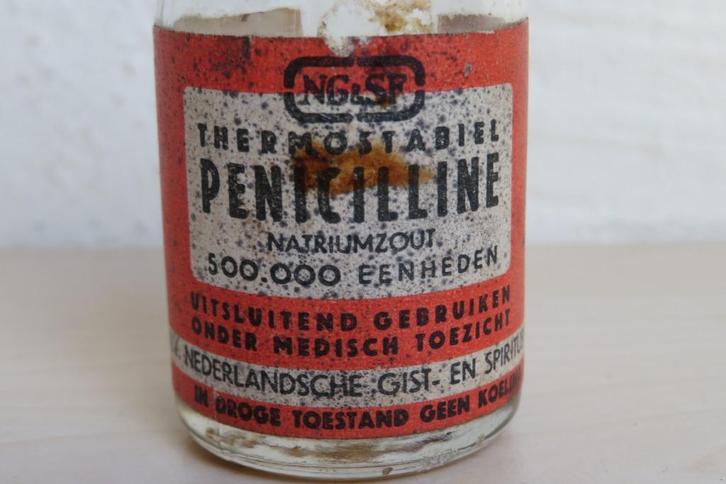 NG&SF
THERMOSTABIEL
PENICILLINE
NATRIUMZOUT
500.000 EENHEDEN
UITSLUITEND GEBRUIKEN
ONDER MEDISCH TOEZICHT
NEDERLANDSCHE GIST- EN
IN DROGE TOESTAND GEEN